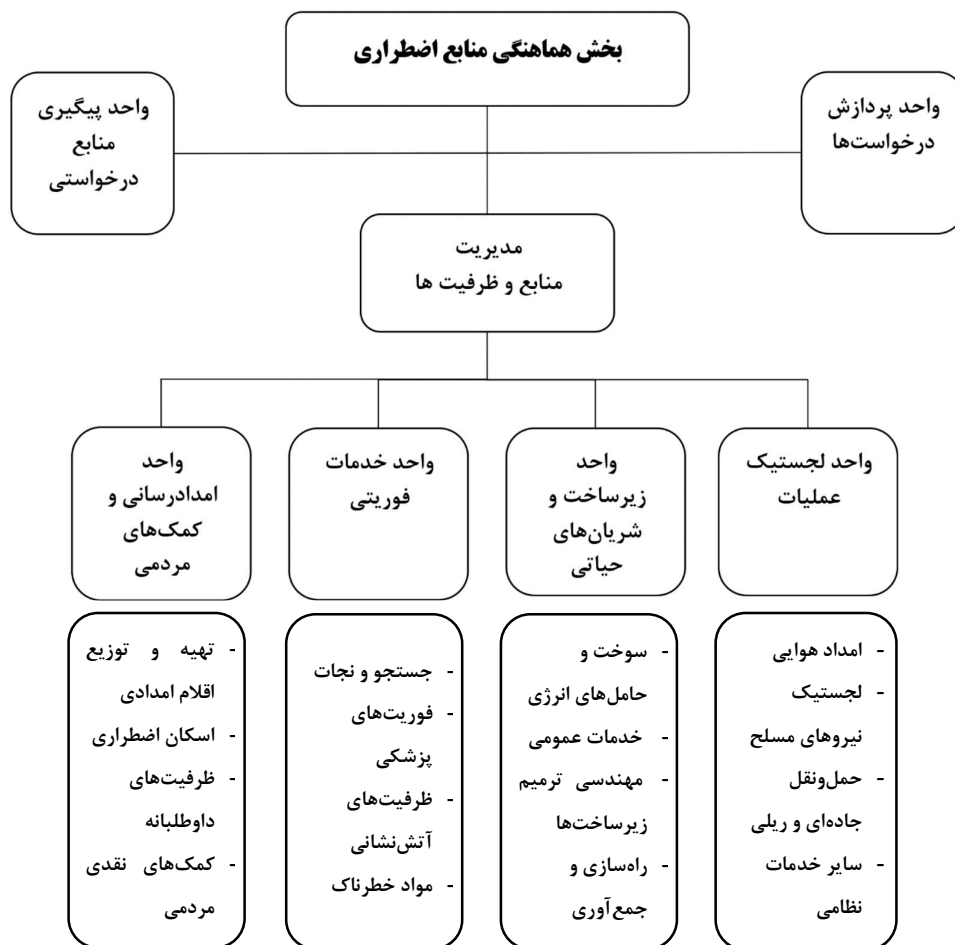 بخش هماهنگی منابع اضطراری
واحد پردازش
درخواست‌ها
واحد پیگیری
منابع
درخواستی
مدیریت
منابع و ظرفیت ها
واحد لجستیک
عملیات
واحد
زیرساخت و
شریان‌های
حیاتی
واحد خدمات
فوریتی
واحد
امدادرسانی و
کمک‌های
مردمی
- امداد هوایی
- لجستیک
نیروهای مسلح
- حمل‌ونقل
جاده‌ای و ریلی
- سایر خدمات
نظامی
- سوخت و
حامل‌های انرژی
- خدمات عمومی
- مهندسی ترمیم
زیرساخت‌ها
- راه‌سازی و
جمع‌آوری
- جستجو و نجات
- فوریت‌های
پزشکی
- ظرفیت‌های
آتش‌نشانی
- مواد خطرناک
- تهیه و توزیع
اقلام امدادی
- اسکان اضطراری
- ظرفیت‌های
داوطلبانه
- کمک‌های نقدی
مردمی